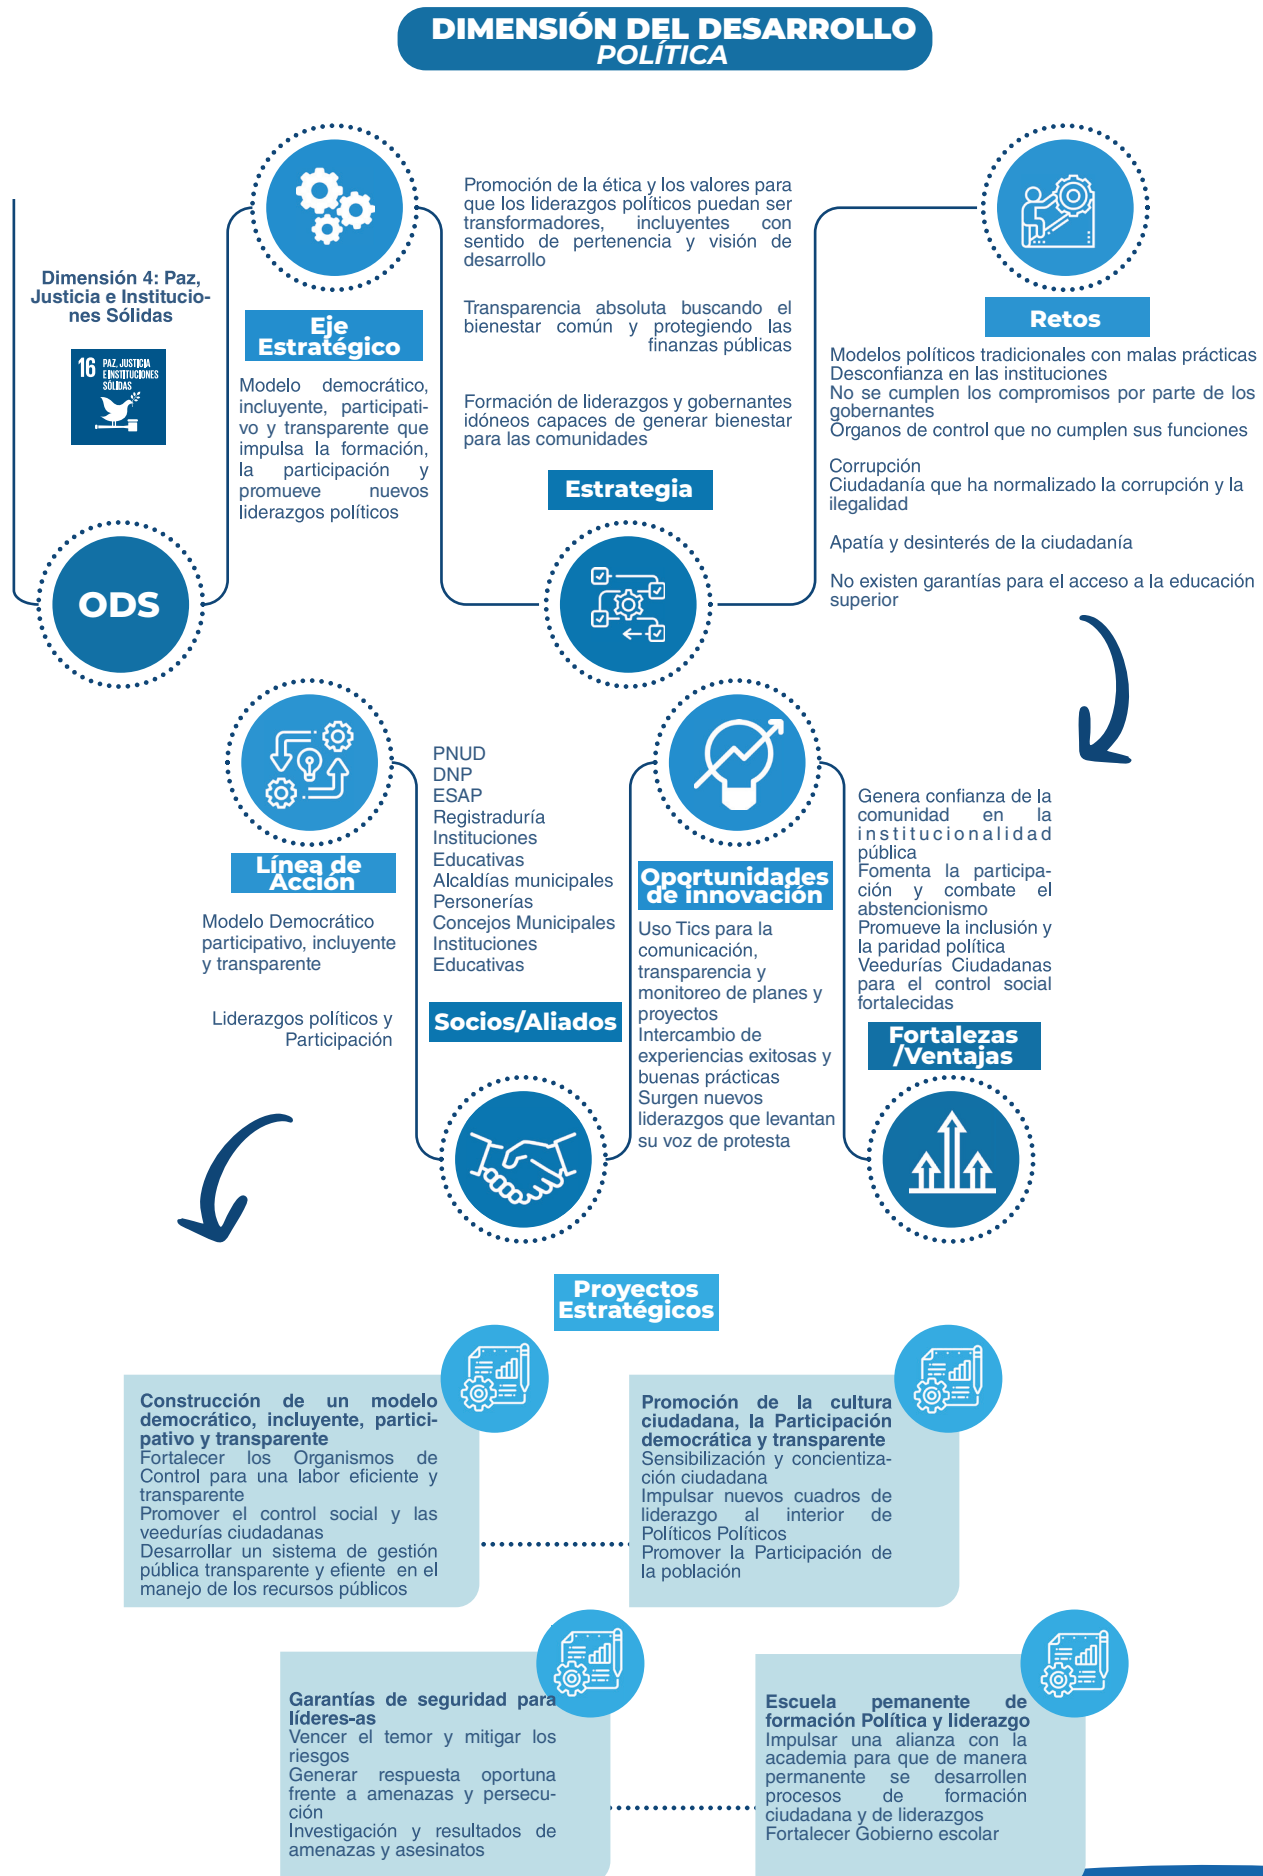 DIMENSIÓN DEL DESARROLLO
POLÍTICA
Dimensión 4: Paz,
Justicia e Institucio-
nes Sólidas
16 PAZ, JUSTICIA
E INSTITUCIONES
SÓLIDAS
ODS
Eje
Estratégico
Modelo democrático,
incluyente, participati-
vo y transparente que
impulsa la formación,
la participación y
promueve nuevos
liderazgos políticos
Promoción de la ética y los valores para
que los liderazgos políticos puedan ser
transformadores, incluyentes con
sentido de pertenencia y visión de
desarrollo
Transparencia absoluta buscando el
bienestar común y protegiendo las
finanzas públicas
Formación de liderazgos y gobernantes
idóneos capaces de generar bienestar
para las comunidades
Estrategia
Retos
Modelos políticos tradicionales con malas prácticas
Desconfianza en las instituciones
No se cumplen los compromisos por parte de los
gobernantes
Órganos de control que no cumplen sus funciones
Corrupción
Ciudadanía que ha normalizado la corrupción y la
ilegalidad
Apatía y desinterés de la ciudadanía
No existen garantías para el acceso a la educación
superior
Línea de
Acción
Modelo Democrático
participativo, incluyente
y transparente
Liderazgos políticos y
Participación
PNUD
DNP
ESAP
Registraduría
Instituciones
Educativas
Alcaldías municipales
Personerías
Concejos Municipales
Instituciones
Educativas
Socios/Aliados
Oportunidades
de innovación
Uso Tics para la
comunicación,
transparencia y
monitoreo de planes y
proyectos
Intercambio de
experiencias exitosas y
buenas prácticas
Surgen nuevos
liderazgos que levantan
su voz de protesta
Genera confianza de la
comunidad en la
institucionalidad
pública
Fomenta la participa-
ción y combate el
abstencionismo
Promueve la inclusión y
la paridad política
Veedurías Ciudadanas
para el control social
fortalecidas
Fortalezas
/Ventajas
Proyectos
Estratégicos
Construcción de un modelo
democrático, incluyente, partici-
pativo y transparente
Fortalecer los Organismos de
Control para una labor eficiente y
transparente
Promover el control social y las
veedurías ciudadanas
Desarrollar un sistema de gestión
pública transparente y efiente en el
manejo de los recursos públicos
Promoción de la cultura
ciudadana, la Participación
democrática y transparente
Sensibilización y concientiza-
ción ciudadana
Impulsar nuevos cuadros de
liderazgo al interior de
Políticos Políticos
Promover la Participación de
la población
Garantías de seguridad para
líderes-as
Vencer el temor y mitigar los
riesgos
Generar respuesta oportuna
frente a amenazas y persecu-
ción
Investigación y resultados de
amenazas y asesinatos
Escuela pemanente de
formación Política y liderazgo
Impulsar una alianza con la
academia para que de manera
permanente se desarrollen
procesos de formación
ciudadana y de liderazgos
Fortalecer Gobierno escolar